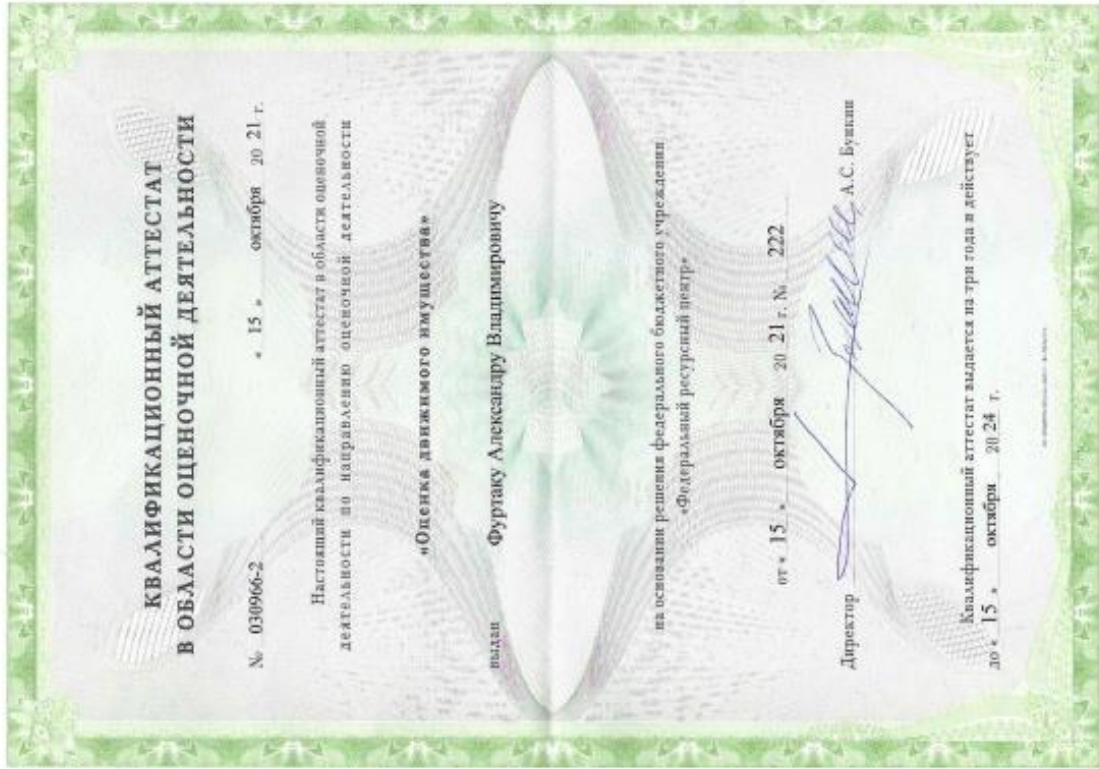 КВАЛИФИКАЦИОННЫЙ АТТЕСТАТ
В ОБЛАСТИ ОЦЕНОЧНОЙ ДЕЯТЕЛЬНОСТИ
№ 030966-2 « 15 » октября 20 21 г.
Настоящий квалификационный аттестат в области оценочной
деятельности по направлению оценочной деятельности
«Оценка движимого имущества»
выдан Фуртаку Александру Владимировичу
на основании решения федерального бюджетного учреждения
«Федеральный ресурсный центр»
от « 15 » октября 20 21 г. № 222
Директор А.С. Бункин
Квалификационный аттестат выдается на три года и действует
до « 15 » октября 20 24 г.